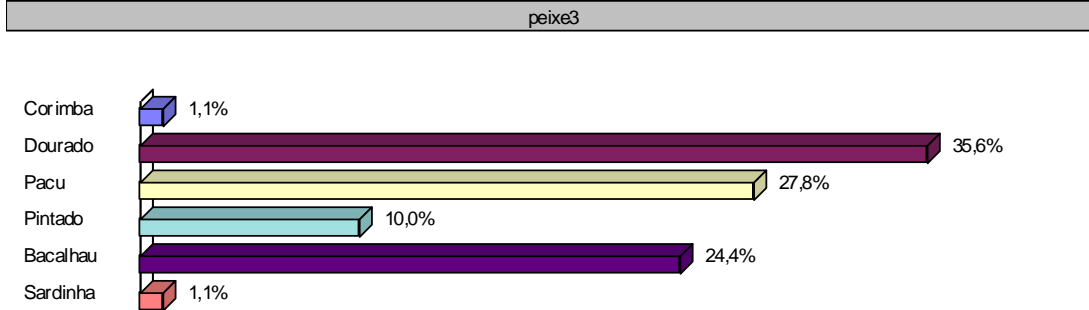 peixe3
Corimba 1,1%
Dourado 35,6%
Pacu 27,8%
Pintado 10,0%
Bacalhau 24,4%
Sardinha 1,1%